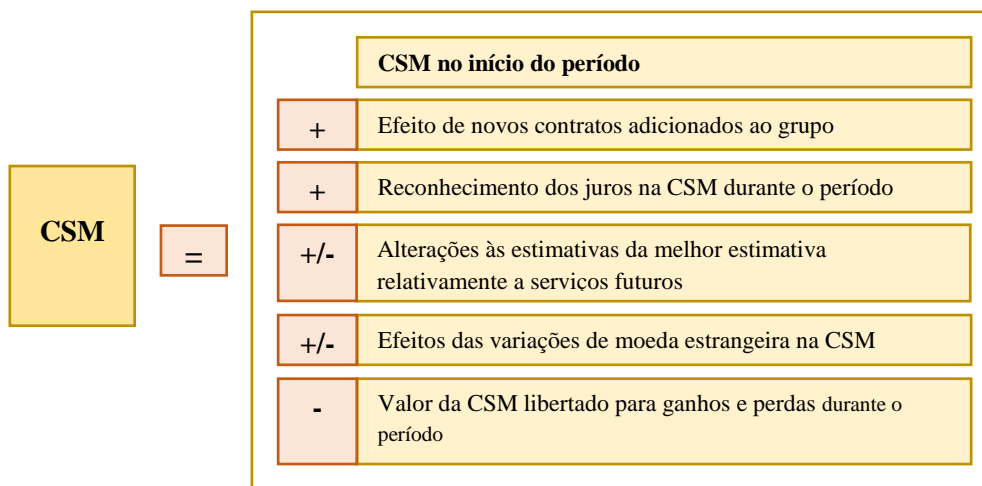 CSM
=
CSM no início do período
+
Efeito de novos contratos adicionados ao grupo
+
Reconhecimento dos juros na CSM durante o período
+/-
Alterações às estimativas da melhor estimativa
relativamente a serviços futuros
+/-
Efeitos das variações de moeda estrangeira na CSM
-
Valor da CSM libertado para ganhos e perdas durante o
período